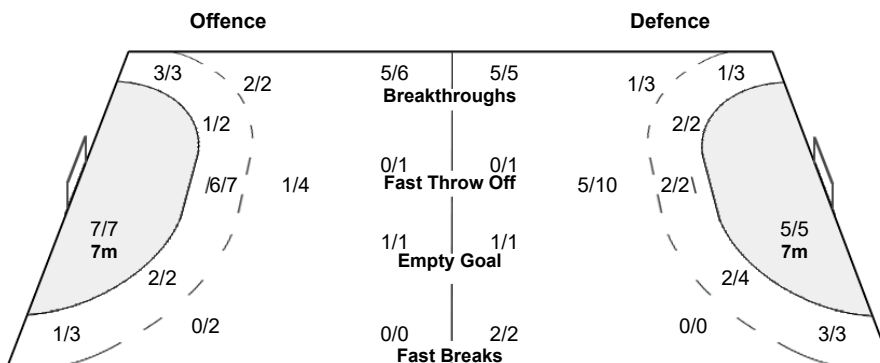 Offence Defence
3/3 2/2 5/6 5/5 1/3 1/3
Breakthroughs
1/2 2/2
0/1 0/1
6/7 1/4 Fast Throw Off 5/10 2/2
7/7 5/5
7m 1/1 1/1 7m
Empty Goal
2/2 2/4
1/3 0/2 0/0 2/2 0/0 3/3
Fast Breaks